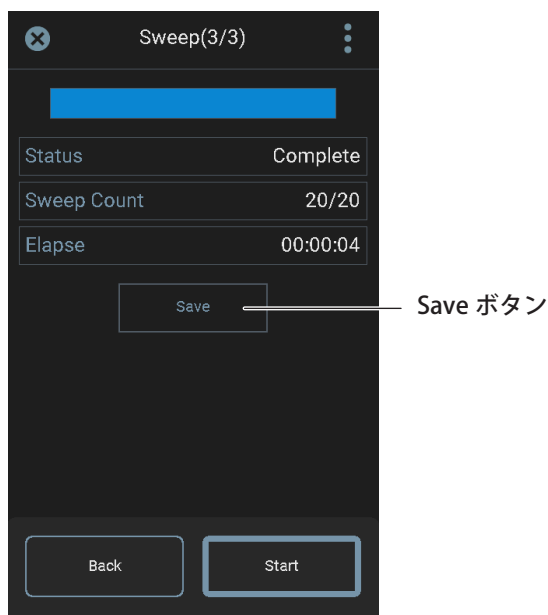 Sweep(3/3)
Status Complete
Sweep Count 20/20
Elapse 00:00:04
Save
Save ボタン
Back Start